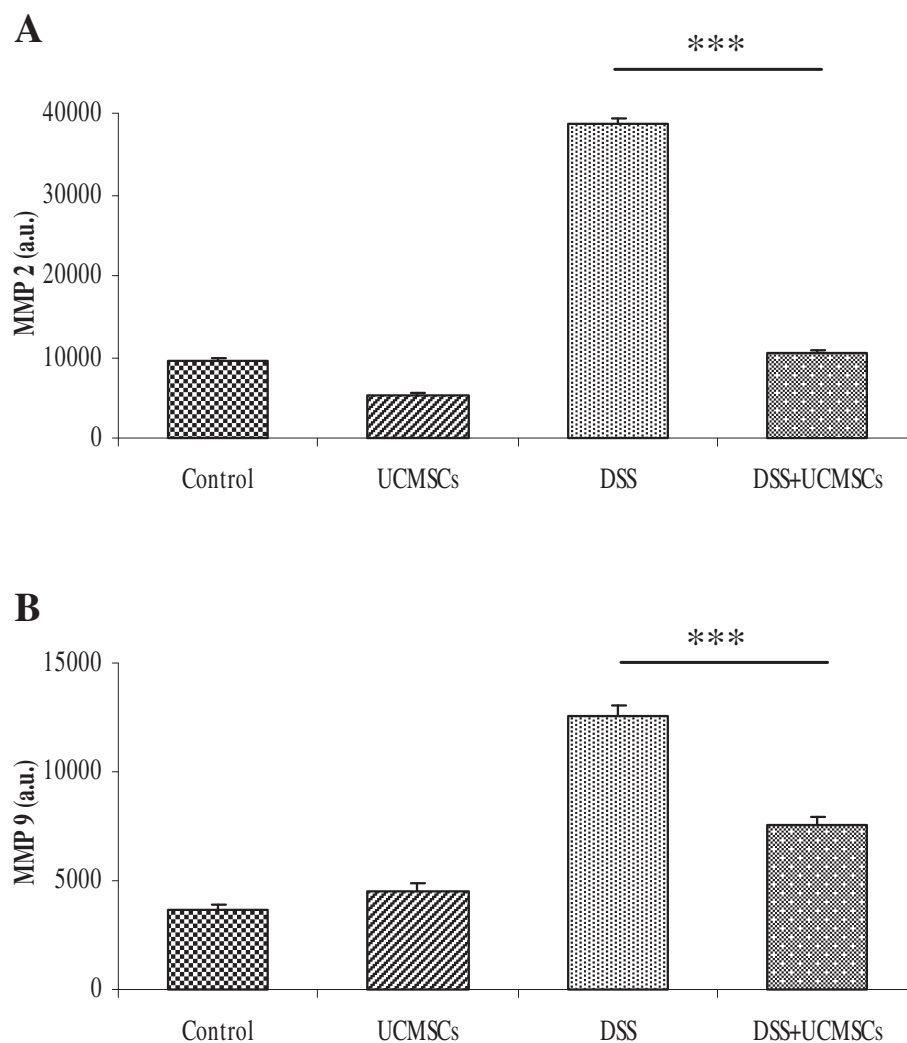 A
***
40000
30000
20000
10000
0
MMP 2 (a.u.)
Control UCMSCs DSS DSS+UCMSCs
B
***
15000
10000
5000
0
MMP 9 (a.u.)
Control UCMSCs DSS DSS+UCMSCs